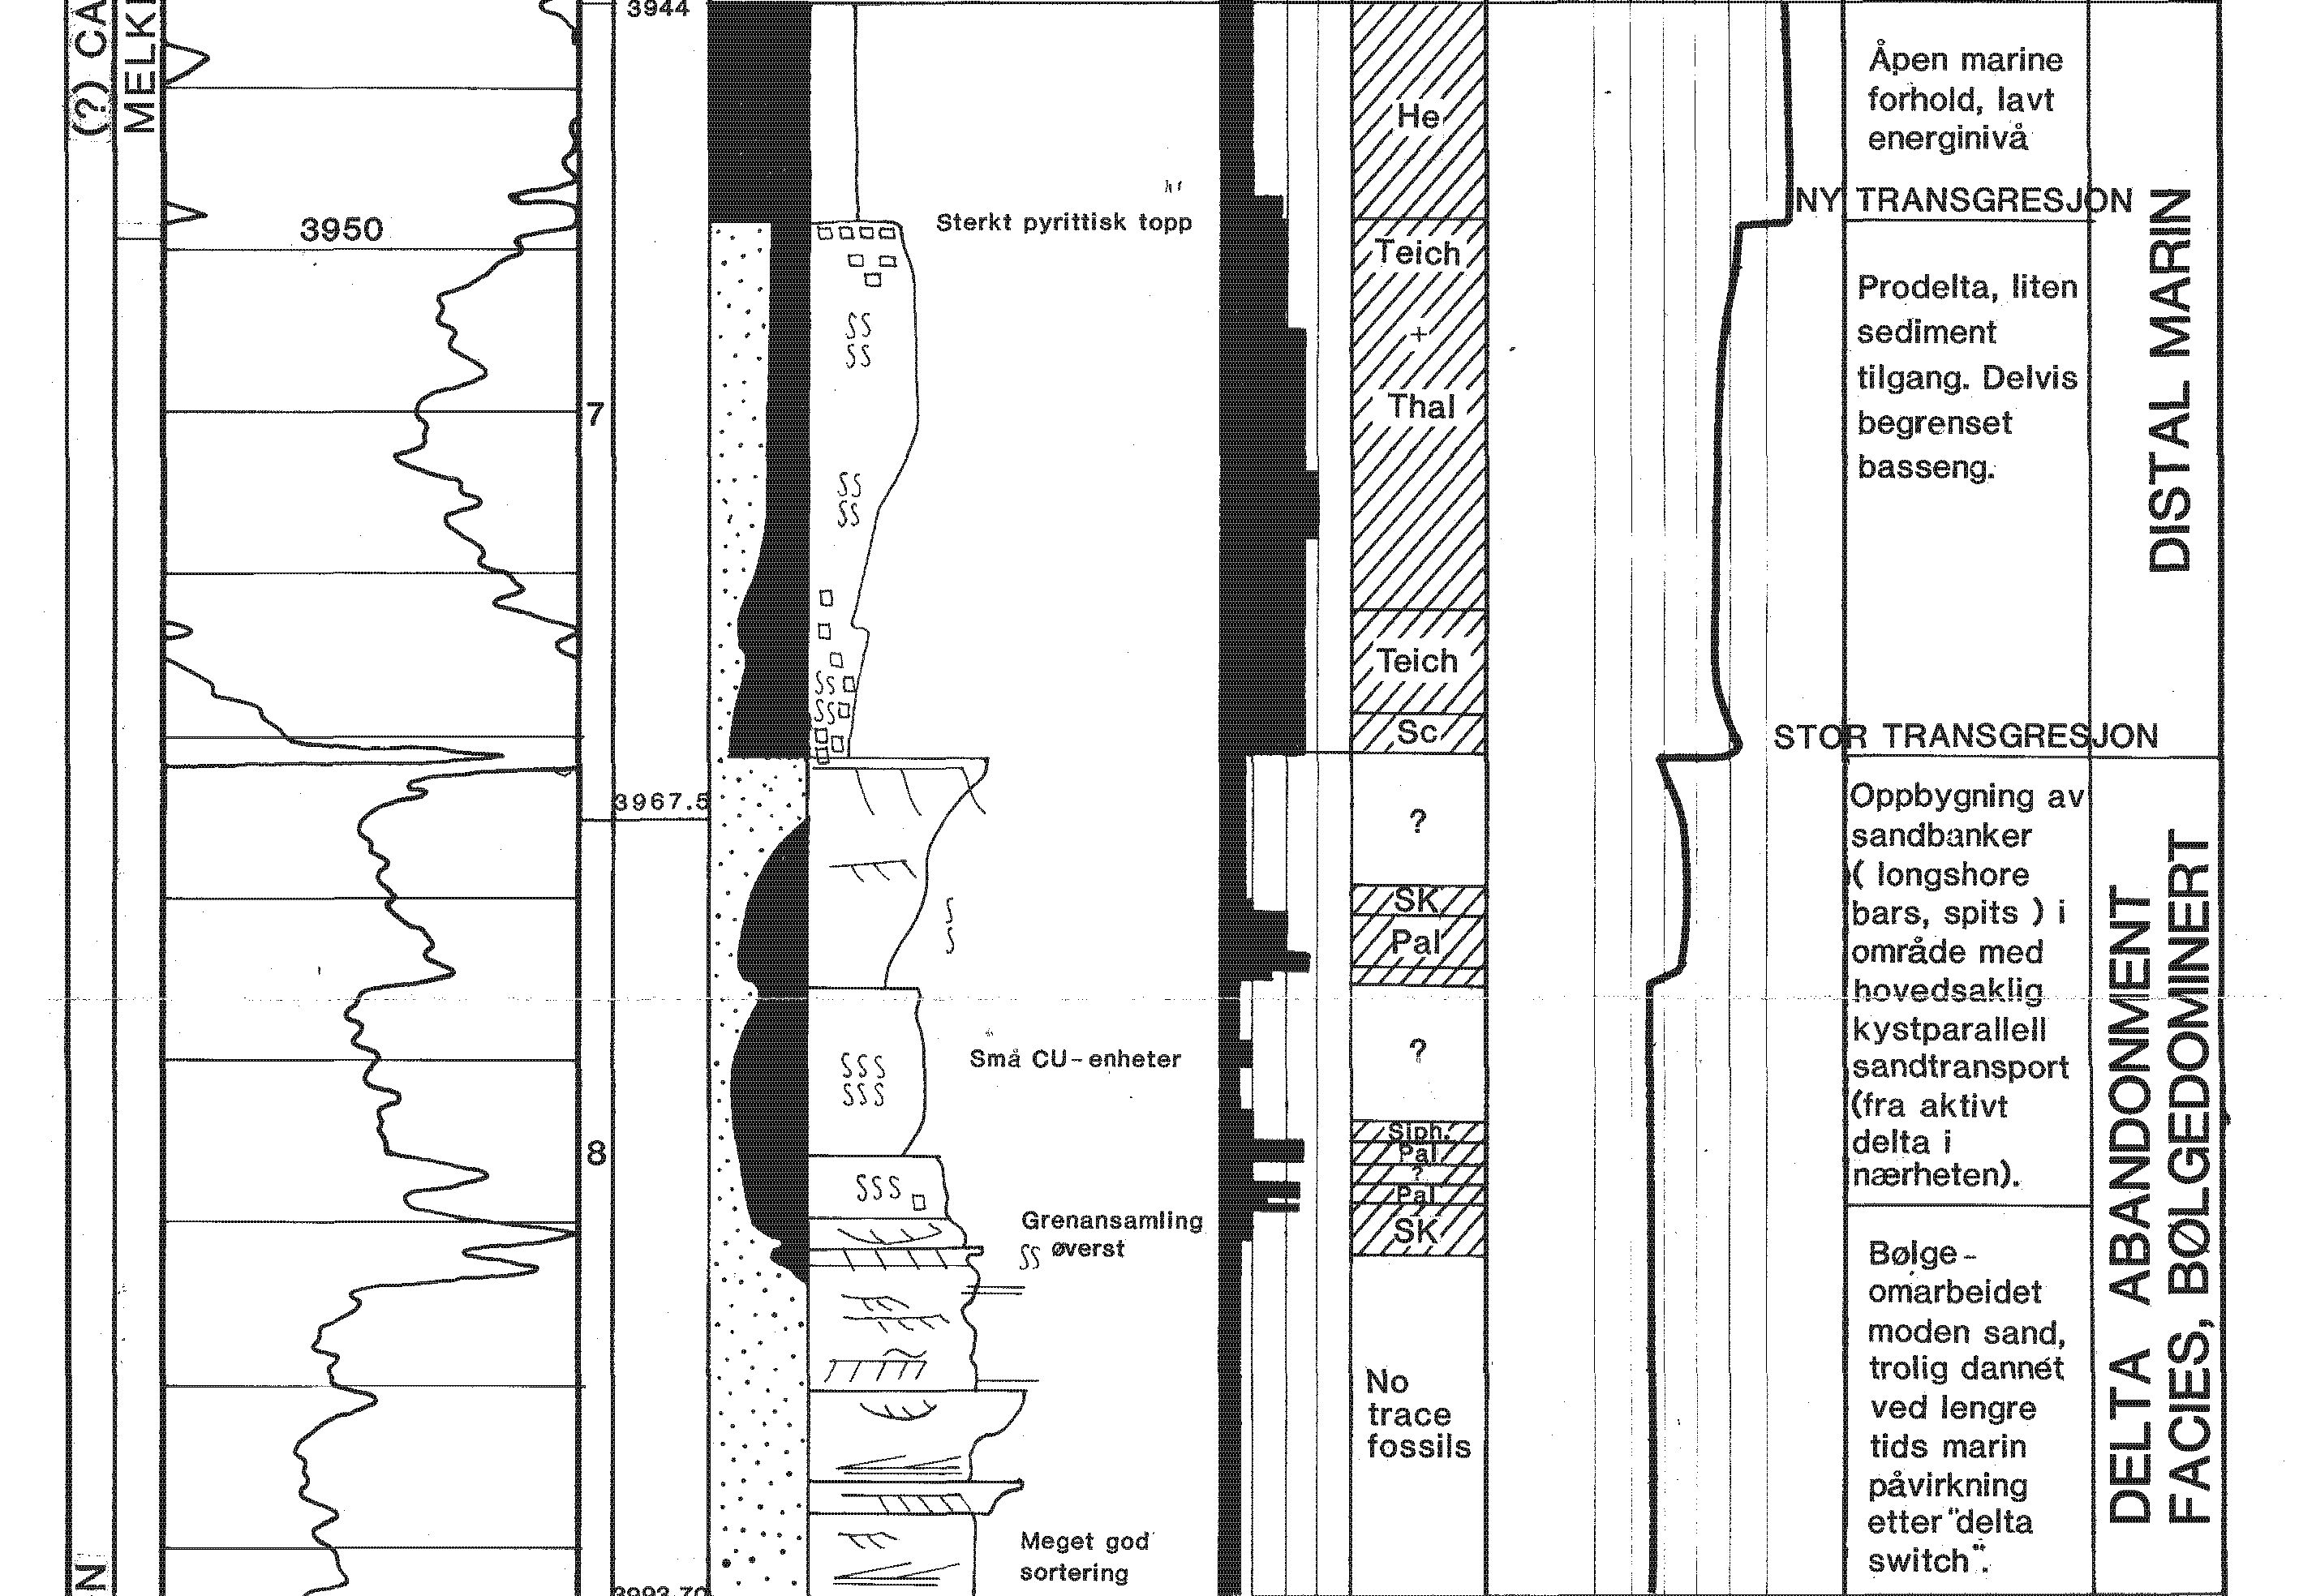 (?) CA
MELK
N
3950
3944
7
3967.5
8
3993.70
Sterkt pyrittisk topp
Små CU-enheter
Grenansamling
øverst
Meget god
sortering
He
Teich
+
Thal
Teich
Sc
?
SK
Pal
?
Siph.
Pal
?
Pal
SK
No
trace
fossils
Åpen marine
forhold, lavt
energinivå
NY TRANSGRESJON
Prodelta, liten
sediment
tilgang. Delvis
begrenset
basseng.
STOR TRANSGRESJON
Oppbygning av
sandbanker
( longshore
bars, spits ) i
område med
hovedsaklig
kystparallell
sandtransport
(fra aktivt
delta i
nærheten).
Bølge-
omarbeidet
moden sand,
trolig dannet
ved lengre
tids marin
påvirkning
etter "delta
switch".
DISTAL MARIN
DELTA ABANDONMENT
FACIES, BØLGEDOMINERT